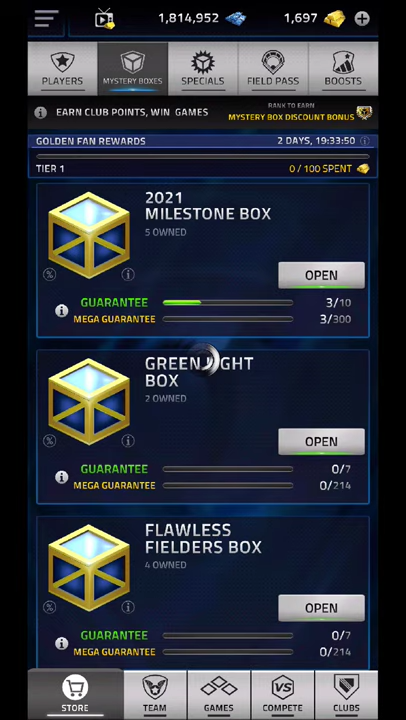 1,814,952
1,697
PLAYERS
MYSTERY BOXES
SPECIALS
FIELD PASS
BOOSTS
EARN CLUB POINTS, WIN GAMES
RANK TO EARN
MYSTERY BOX DISCOUNT BONUS
GOLDEN FAN REWARDS
2 DAYS, 19:33:50
TIER 1
0 / 100 SPENT
2021
MILESTONE BOX
5 OWNED
%
i
OPEN
GUARANTEE
3/10
MEGA GUARANTEE
3/300
GREENLIGHT
BOX
2 OWNED
%
i
OPEN
GUARANTEE
0/7
MEGA GUARANTEE
0/214
FLAWLESS
FIELDERS BOX
4 OWNED
%
i
OPEN
GUARANTEE
0/7
MEGA GUARANTEE
0/214
STORE
TEAM
GAMES
VS
COMPETE
CLUBS